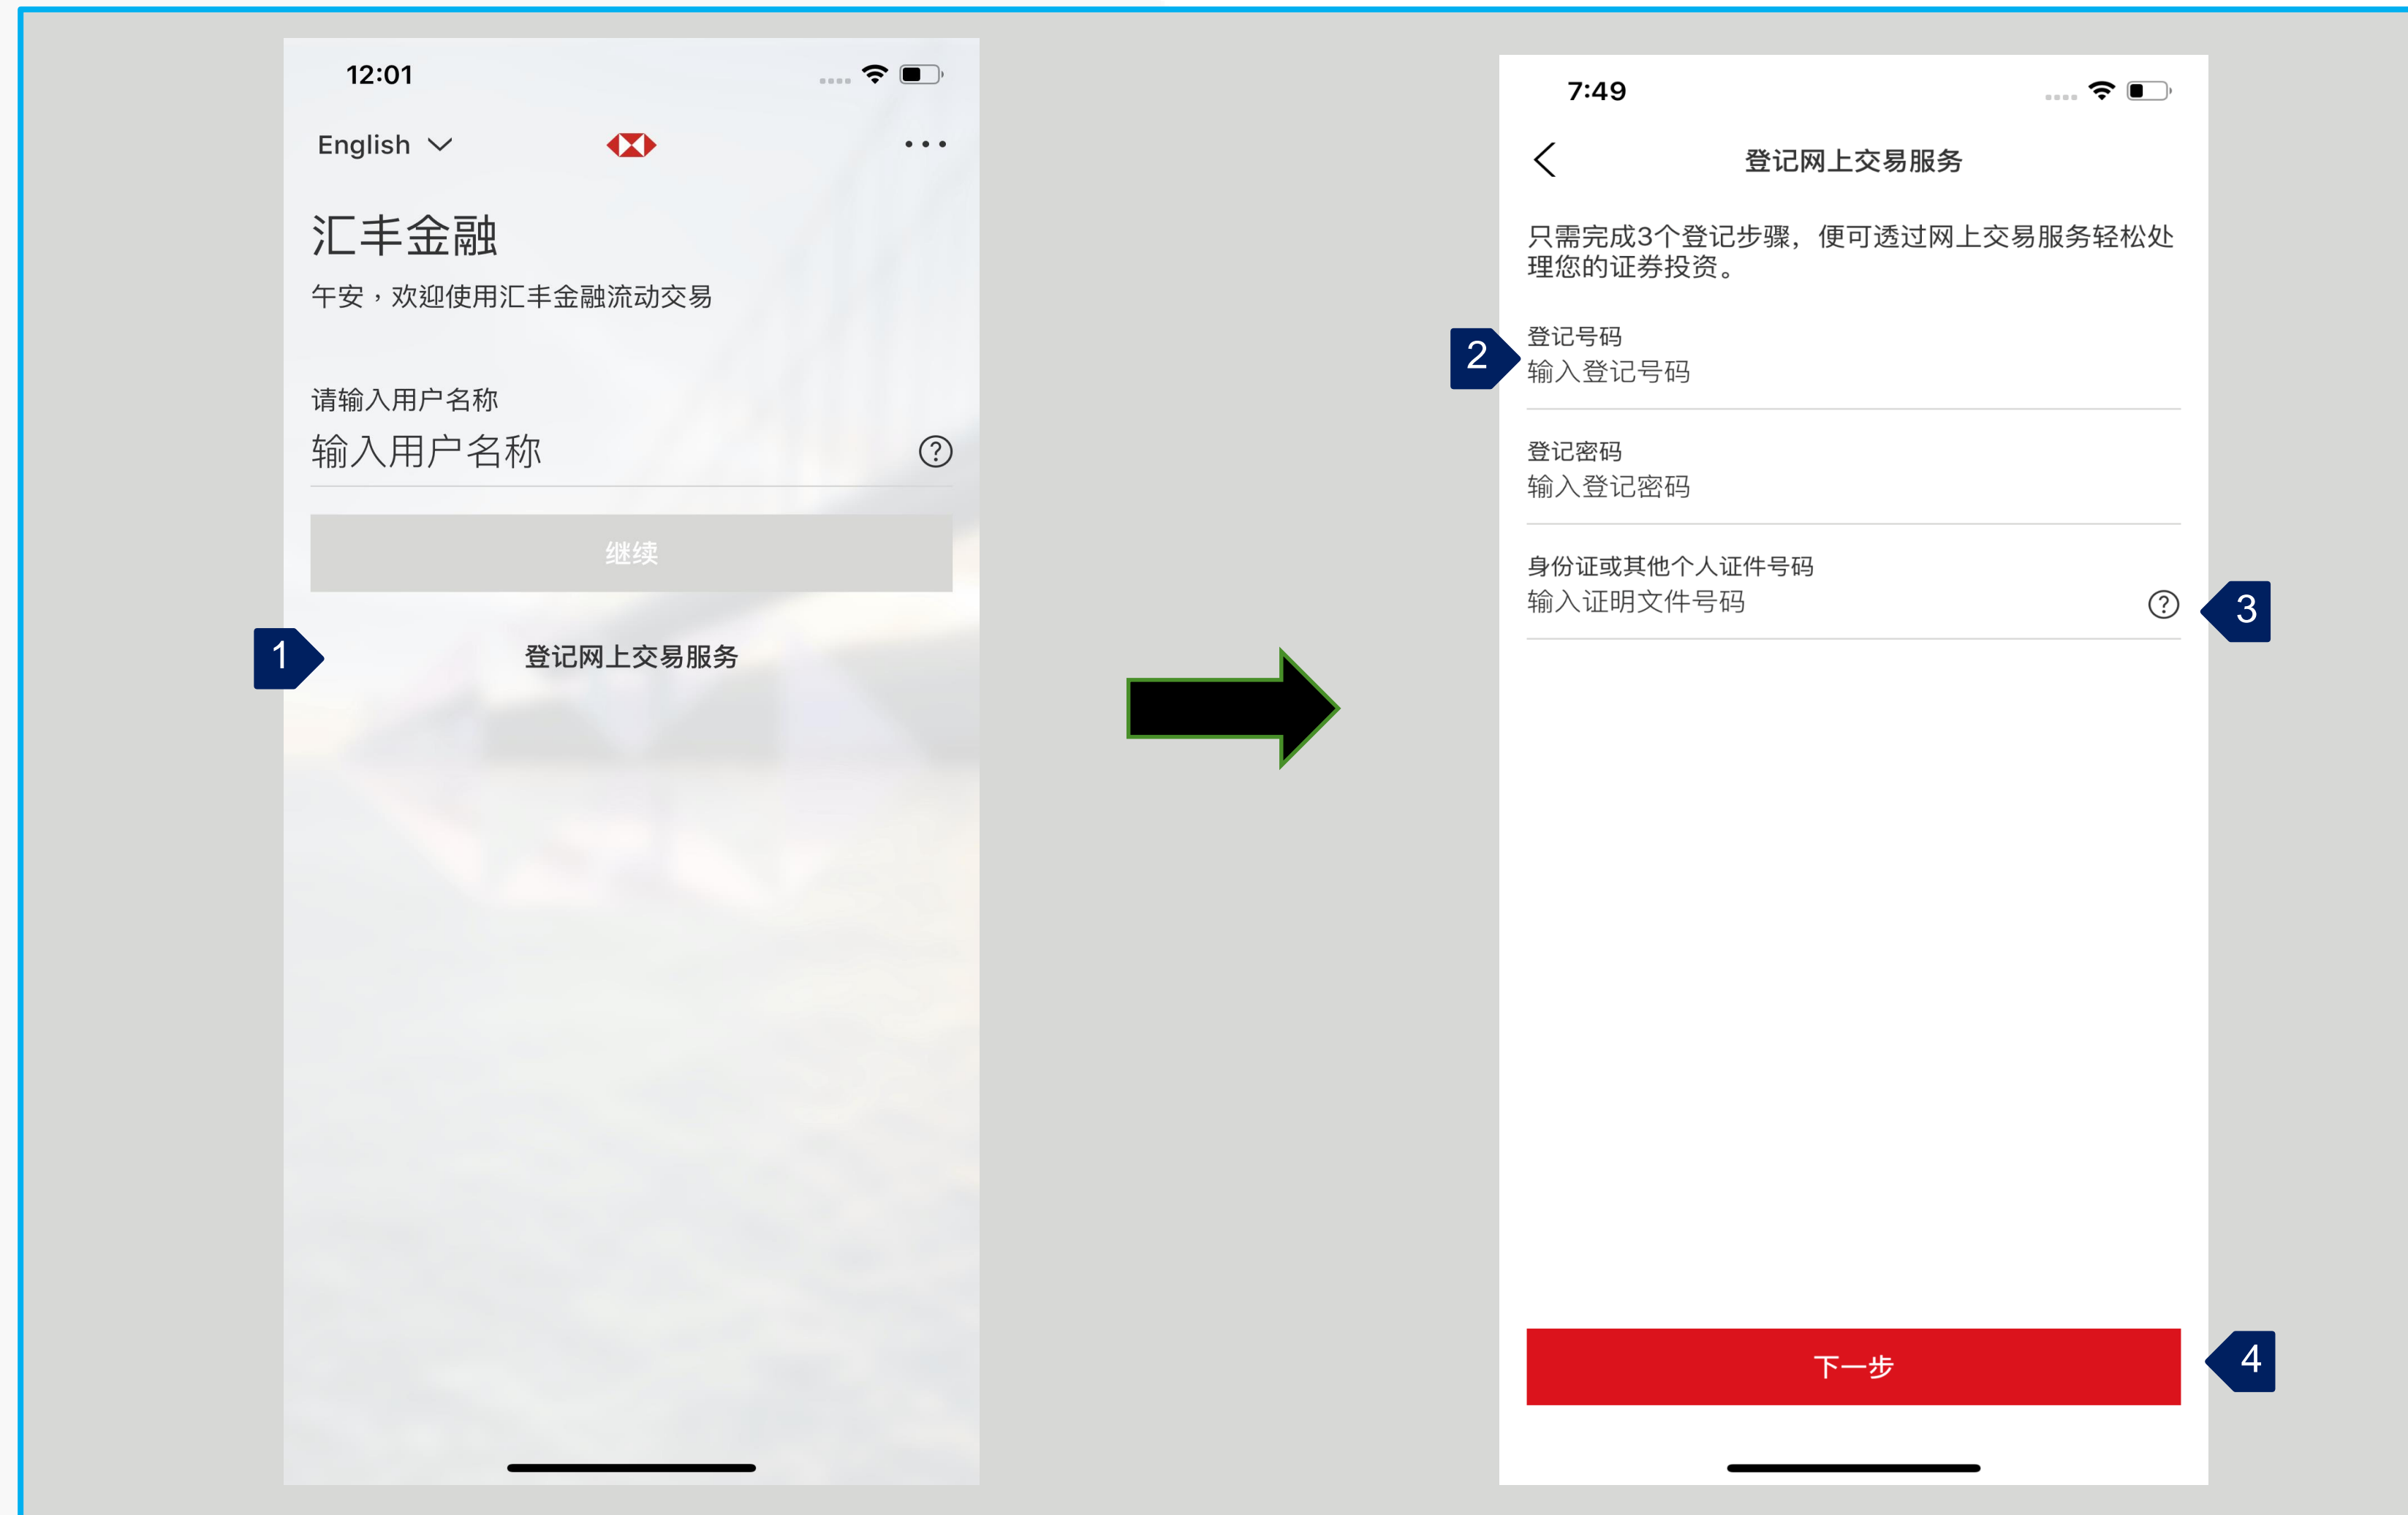 12:01
English
汇丰金融
午安，欢迎使用汇丰金融流动交易
请输入用户名称
输入用户名称
继续
1
登记网上交易服务
7:49
登记网上交易服务
只需完成3个登记步骤，便可透过网上交易服务轻松处
理您的证券投资。
2
登记号码
输入登记号码
登记密码
输入登记密码
身份证或其他个人证件号码
输入证明文件号码
3
下一步
4